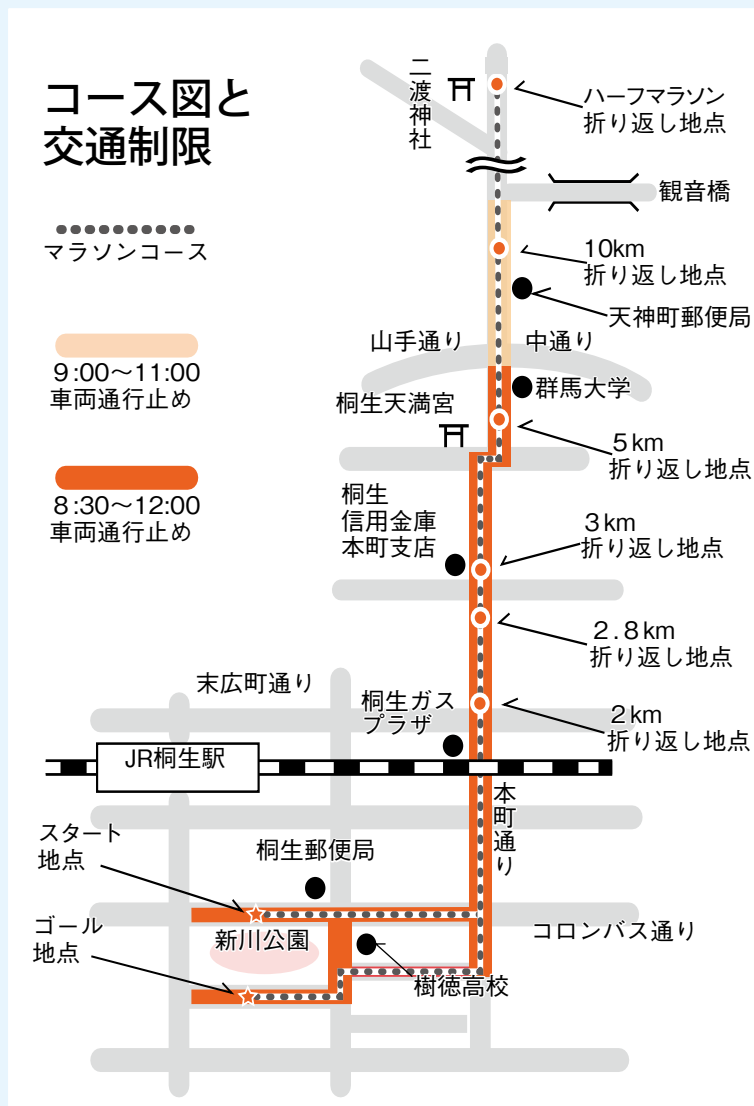 コース図と
交通制限
マラソンコース
9:00〜11:00
車両通行止め
8:30〜12:00
車両通行止め
二渡神社
ハーフマラソン
折り返し地点
観音橋
10km
折り返し地点
天神町郵便局
山手通り
中通り
群馬大学
桐生天満宮
5km
折り返し地点
桐生
信用金庫
本町支店
3km
折り返し地点
2.8km
折り返し地点
末広町通り
桐生ガス
プラザ
2km
折り返し地点
JR桐生駅
本町通り
スタート
地点
桐生郵便局
ゴール
地点
新川公園
コロンバス通り
樹徳高校